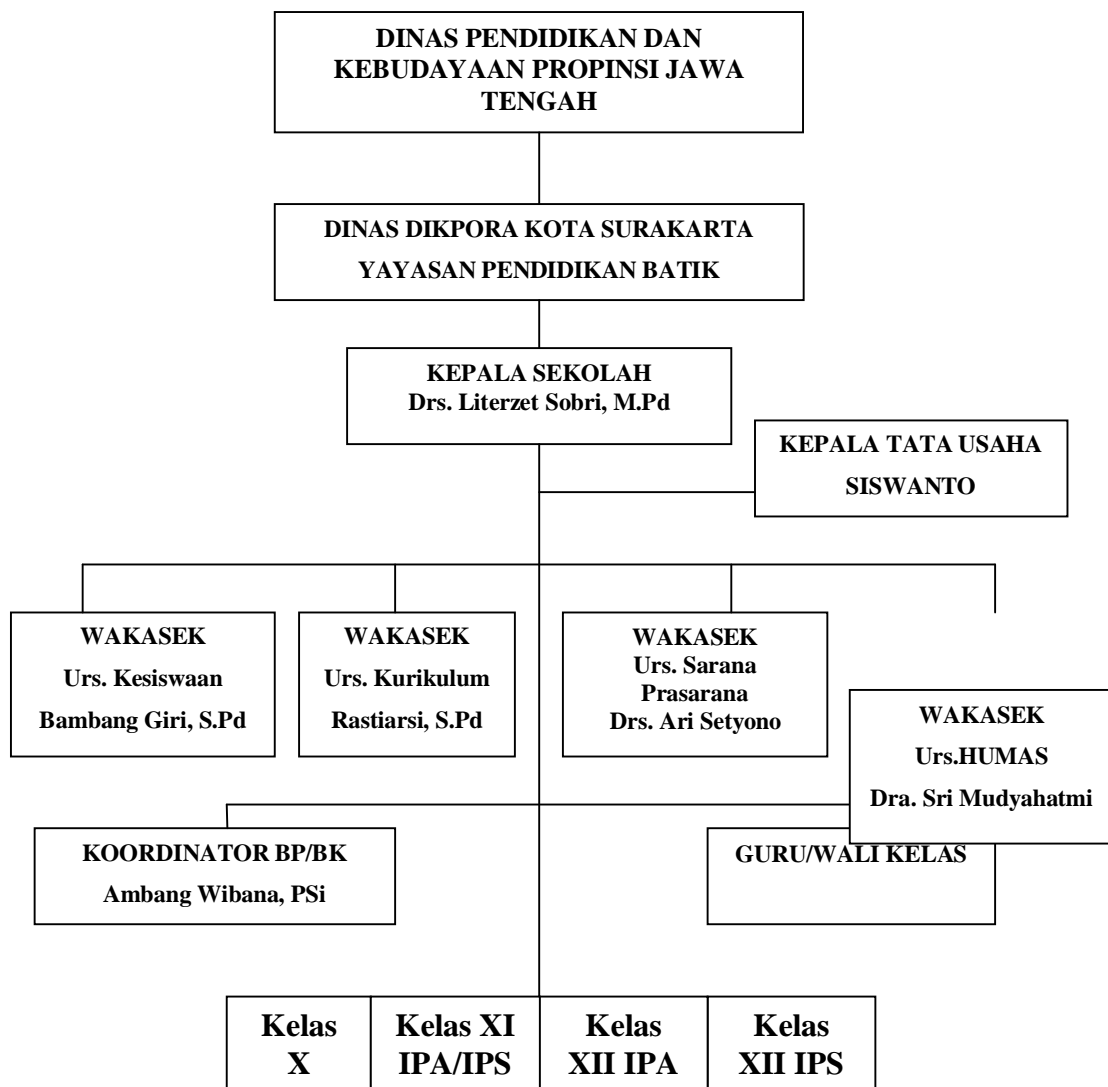 DINAS PENDIDIKAN DAN
KEBUDAYAAN PROPINSI JAWA
TENGAH
DINAS DIKPORA KOTA SURAKARTA
YAYASAN PENDIDIKAN BATIK
KEPALA SEKOLAH
Drs. Literzet Sobri, M.Pd
KEPALA TATA USAHA
SISWANTO
WAKASEK
Urs. Kesiswaan
Bambang Giri, S.Pd
WAKASEK
Urs. Kurikulum
Rastiarsi, S.Pd
WAKASEK
Urs. Sarana
Prasarana
Drs. Ari Setyono
WAKASEK
Urs.HUMAS
Dra. Sri Mudyahatmi
KOORDINATOR BP/BK
Ambang Wibana, PSi
GURU/WALI KELAS
Kelas
X
Kelas XI
IPA/IPS
Kelas
XII IPA
Kelas
XII IPS